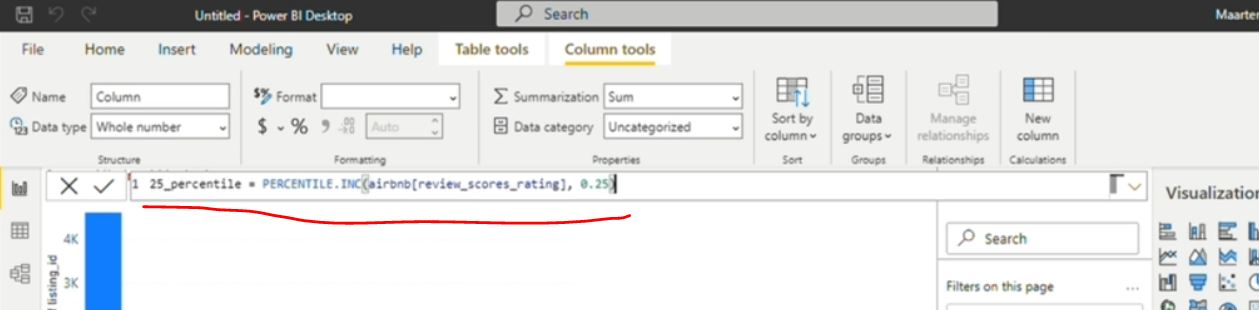 Untitled - Power BI Desktop
Search
Maarten
File Home Insert Modeling View Help Table tools Column tools
Name Column
Data type Whole number
Structure
Format
$ % Auto
Formatting
Summarization Sum
Data category Uncategorized
Properties
Sort by
column
Sort
Data
groups
Groups
Manage
relationships
Relationships
New
column
Calculations
1 25_percentile = PERCENTILE.INC(airbnb[review_scores_rating], 0.25)
4K
3K
listing_id
Search
Filters on this page
...
Visualization